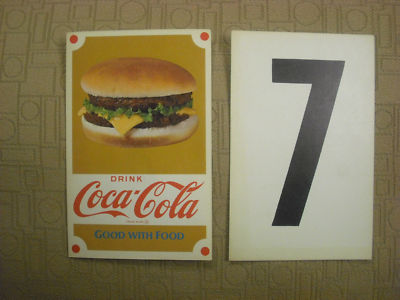 DRINK
Coca-Cola
GOOD WITH FOOD
7